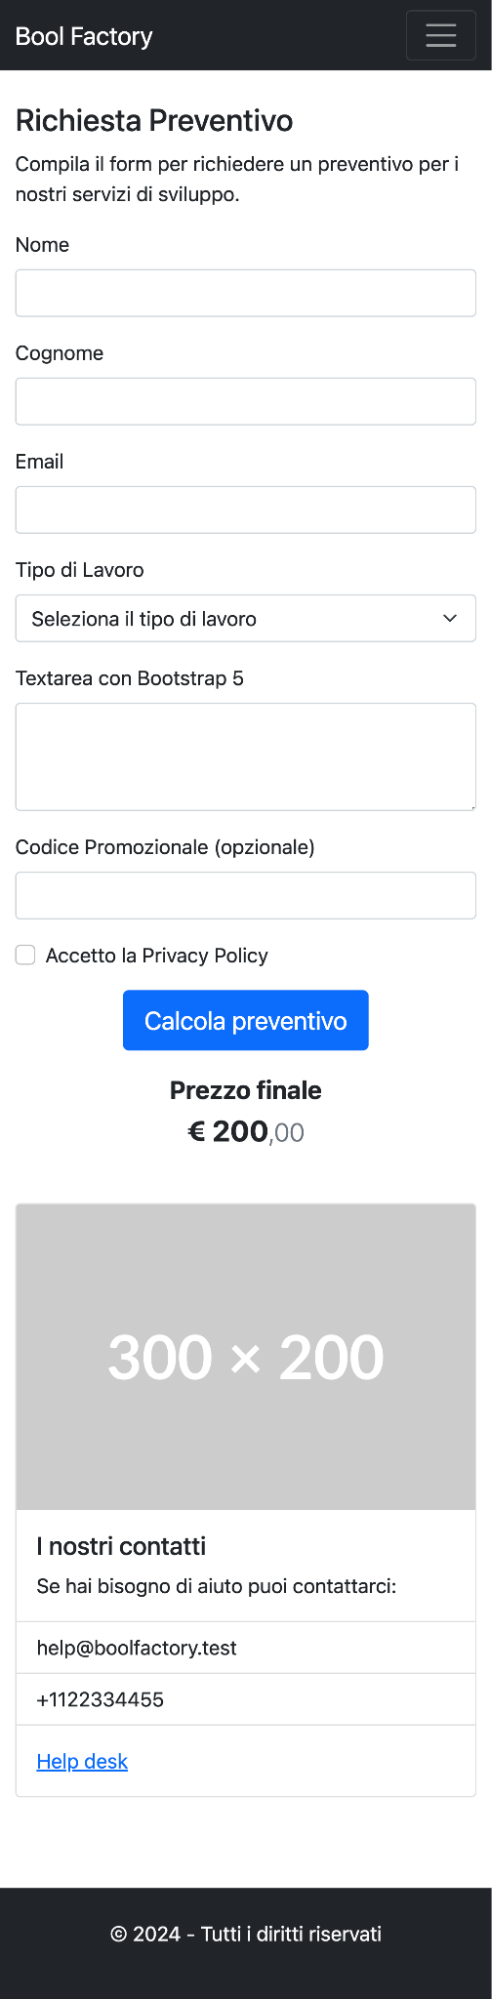 Bool Factory
Richiesta Preventivo
Compila il form per richiedere un preventivo per i
nostri servizi di sviluppo.
Nome
Cognome
Email
Tipo di Lavoro
Seleziona il tipo di lavoro
Textarea con Bootstrap 5
Codice Promozionale (opzionale)
Accetto la Privacy Policy
Calcola preventivo
Prezzo finale
€ 200,00
300 × 200
I nostri contatti
Se hai bisogno di aiuto puoi contattarci:
help@boolfactory.test
+1122334455
Help desk
© 2024 - Tutti i diritti riservati